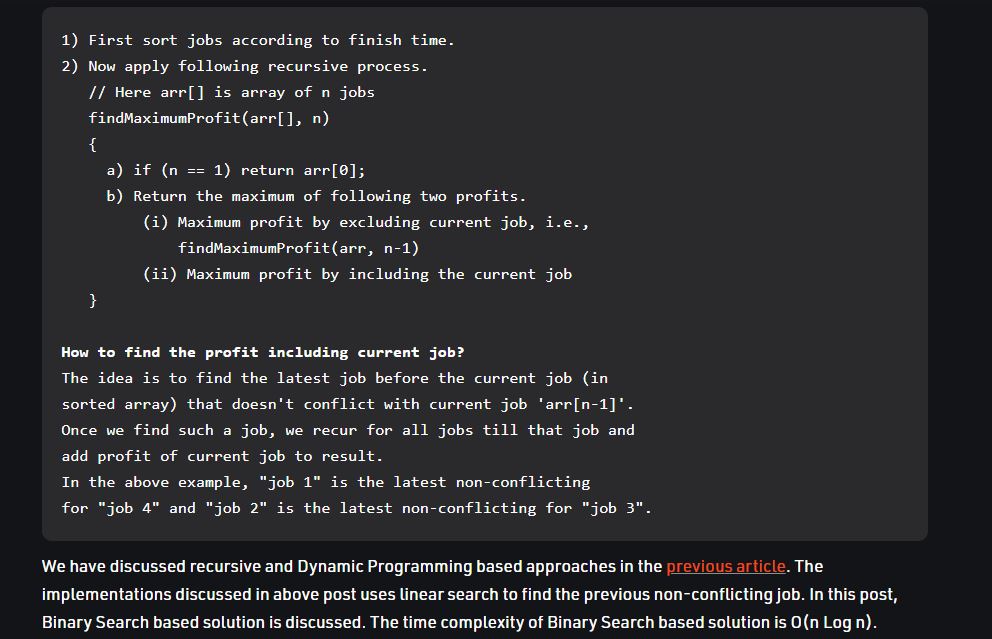 1) First sort jobs according to finish time.
2) Now apply following recursive process.
// Here arr[] is array of n jobs
findMaximumProfit(arr[], n)
{
a) if (n == 1) return arr[0];
b) Return the maximum of following two profits.
(i) Maximum profit by excluding current job, i.e.,
findMaximumProfit(arr, n-1)
(ii) Maximum profit by including the current job
}
How to find the profit including current job?
The idea is to find the latest job before the current job (in
sorted array) that doesn't conflict with current job 'arr[n-1]'.
Once we find such a job, we recur for all jobs till that job and
add profit of current job to result.
In the above example, "job 1" is the latest non-conflicting
for "job 4" and "job 2" is the latest non-conflicting for "job 3".
We have discussed recursive and Dynamic Programming based approaches in the previous article. The
implementations discussed in above post uses linear search to find the previous non-conflicting job. In this post,
Binary Search based solution is discussed. The time complexity of Binary Search based solution is O(n Log n).